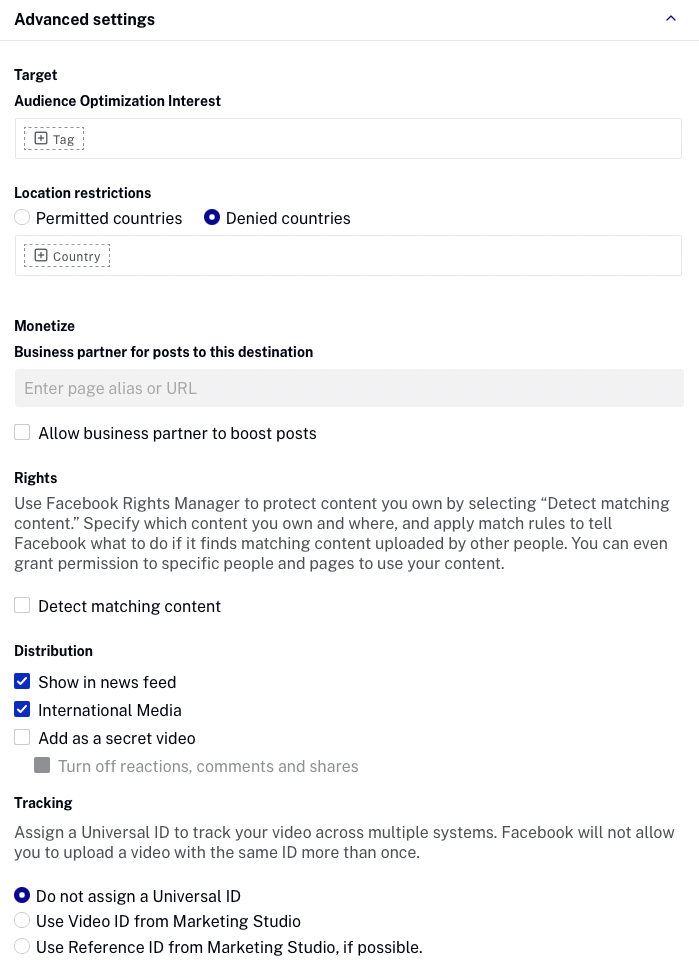 Advanced settings
Target
Audience Optimization Interest
Tag
Location restrictions
Permitted countries Denied countries
Country
Monetize
Business partner for posts to this destination
Enter page alias or URL
Allow business partner to boost posts
Rights
Use Facebook Rights Manager to protect content you own by selecting “Detect matching
content.” Specify which content you own and where, and apply match rules to tell
Facebook what to do if it finds matching content uploaded by other people. You can even
grant permission to specific people and pages to use your content.
Detect matching content
Distribution
Show in news feed
International Media
Add as a secret video
Turn off reactions, comments and shares
Tracking
Assign a Universal ID to track your video across multiple systems. Facebook will not allow
you to upload a video with the same ID more than once.
Do not assign a Universal ID
Use Video ID from Marketing Studio
Use Reference ID from Marketing Studio, if possible.